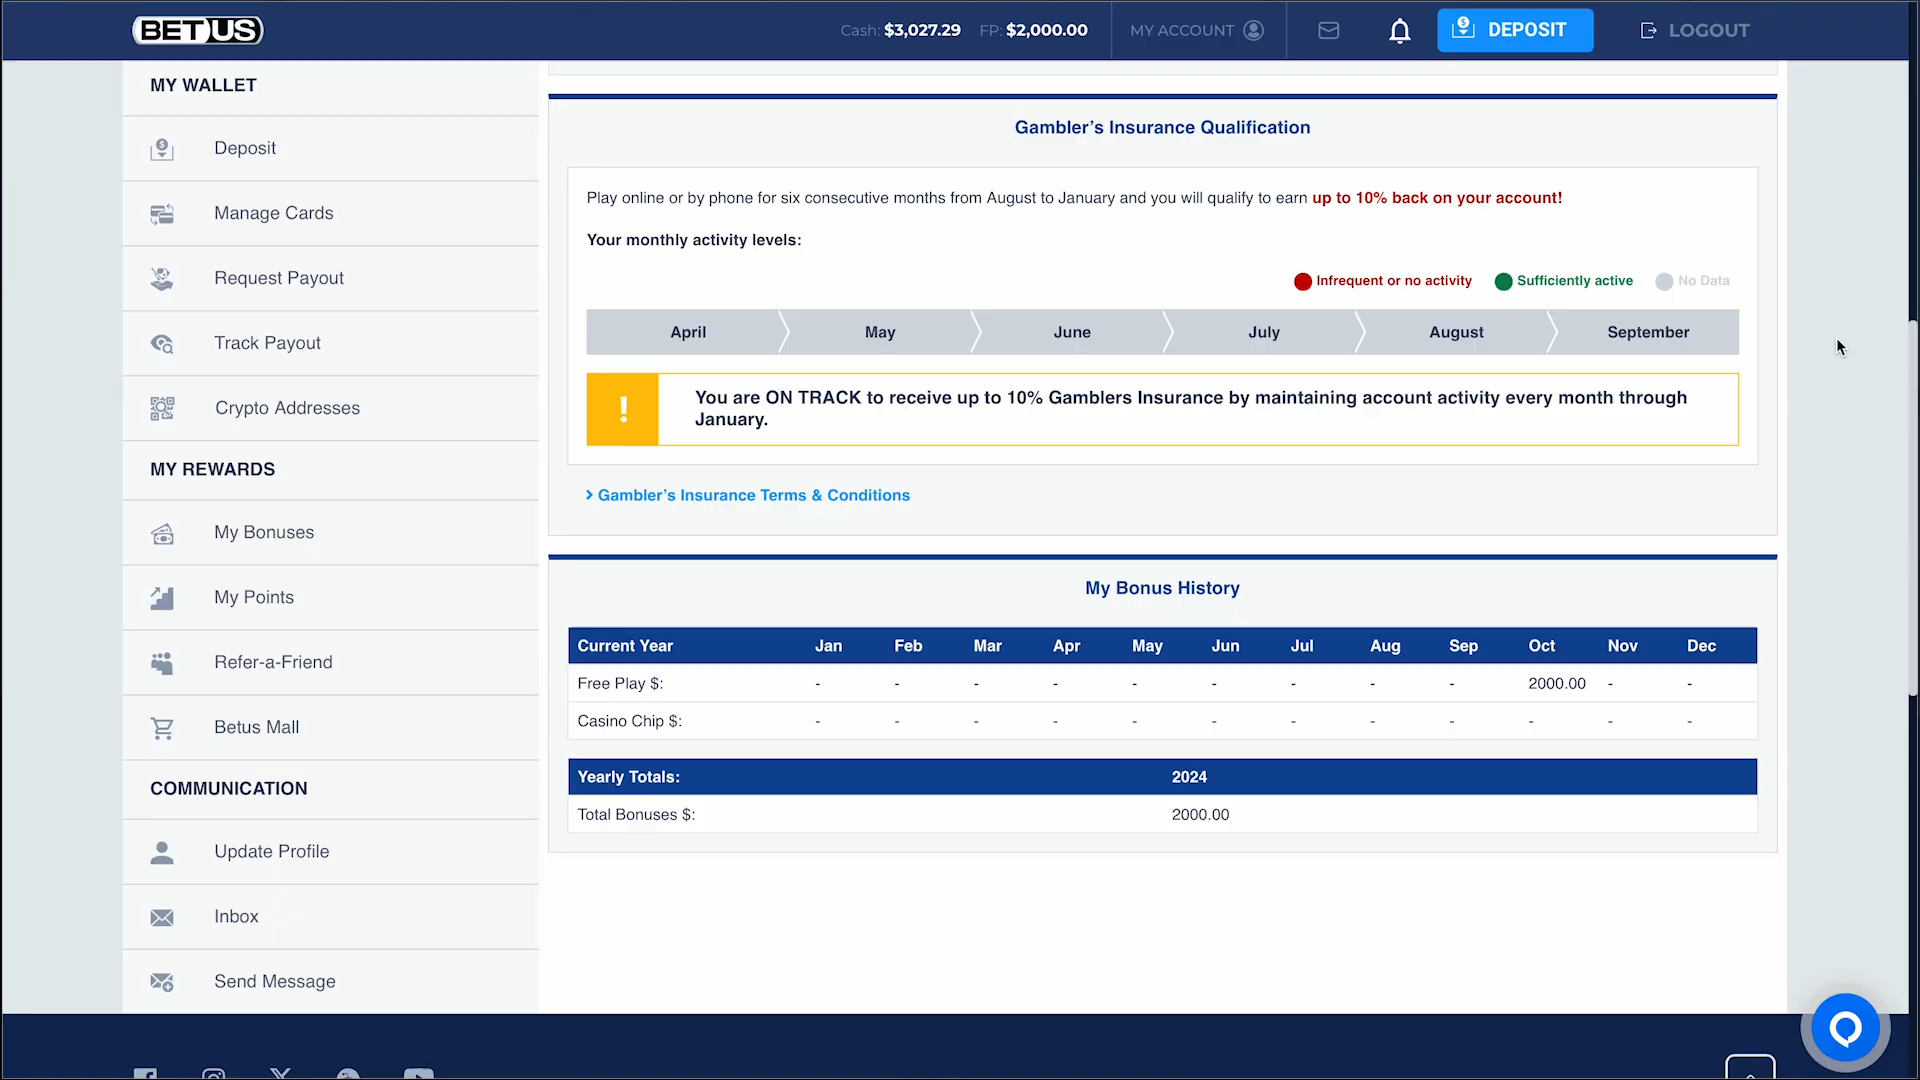 BETUS
Cash: $3,027.29 FP: $2,000.00
MY ACCOUNT
DEPOSIT
LOGOUT
MY WALLET
Deposit
Manage Cards
Request Payout
Track Payout
Crypto Addresses
MY REWARDS
My Bonuses
My Points
Refer-a-Friend
Betus Mall
COMMUNICATION
Update Profile
Inbox
Send Message
Gambler's Insurance Qualification
Play online or by phone for six consecutive months from August to January and you will qualify to earn up to 10% back on your account!
Your monthly activity levels:
Infrequent or no activity Sufficiently active No Data
April May June July August September
! You are ON TRACK to receive up to 10% Gamblers Insurance by maintaining account activity every month through
January.
> Gambler's Insurance Terms & Conditions
My Bonus History
Current Year Jan Feb Mar Apr May Jun Jul Aug Sep Oct Nov Dec
Free Play $: - - - - - - - - - 2000.00 - -
Casino Chip $: - - - - - - - - - - - -
Yearly Totals: 2024
Total Bonuses $: 2000.00